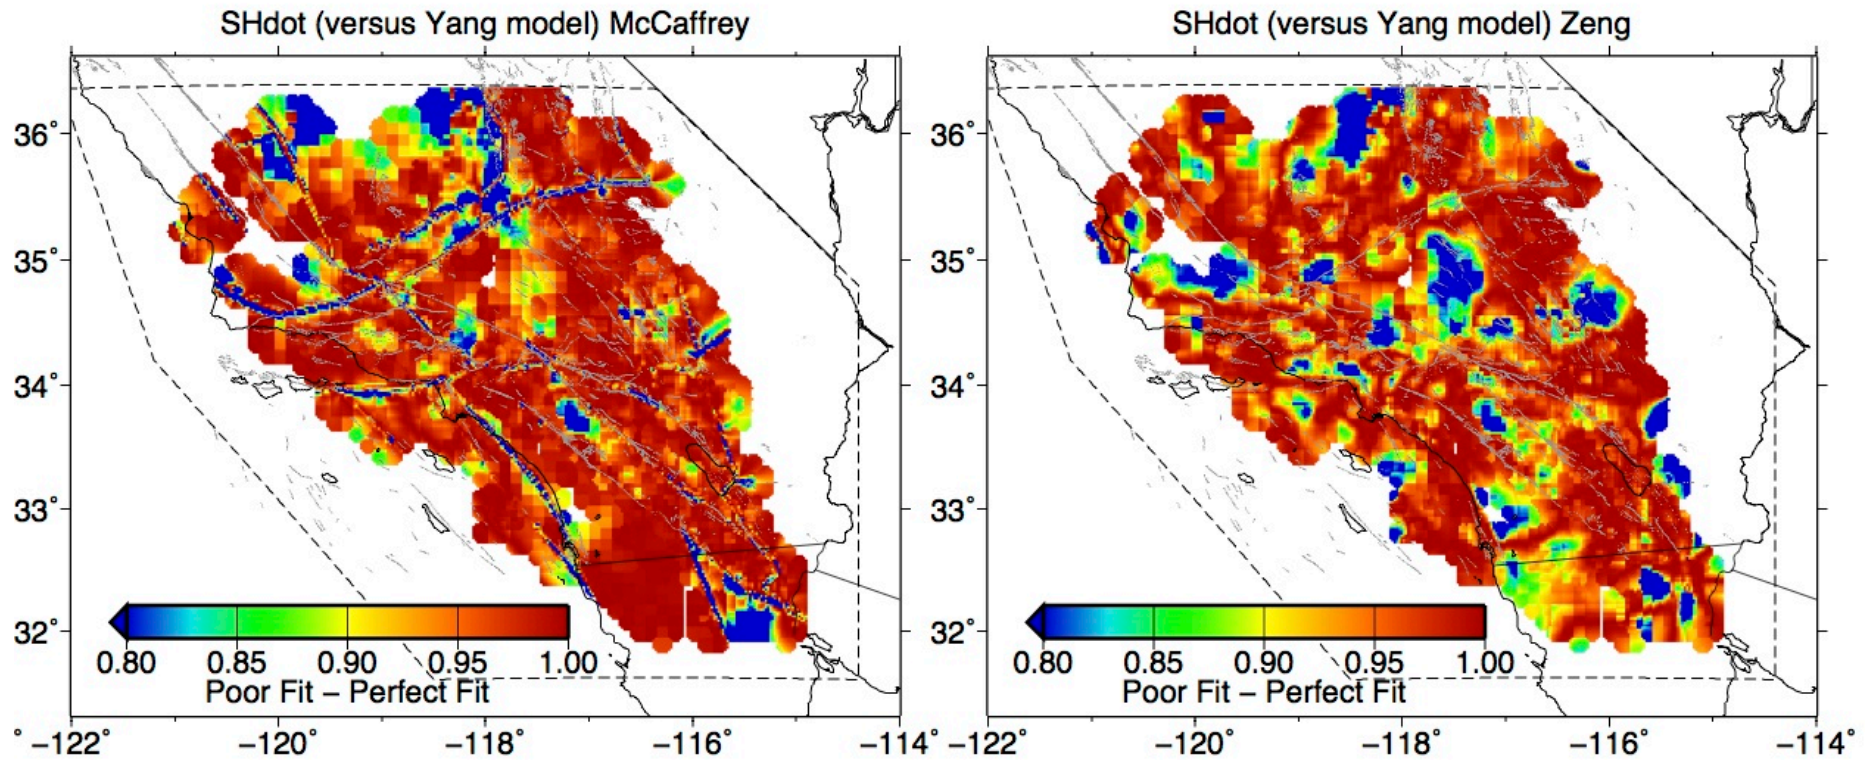 SHdot (versus Yang model) McCaffrey
SHdot (versus Yang model) Zeng
36°
35°
34°
33°
32°
36°
35°
34°
33°
32°
0.80 0.85 0.90 0.95 1.00
Poor Fit – Perfect Fit
0.80 0.85 0.90 0.95 1.00
Poor Fit – Perfect Fit
° −122° −120° −118° −116° −114°
−122° −120° −118° −116° −114°